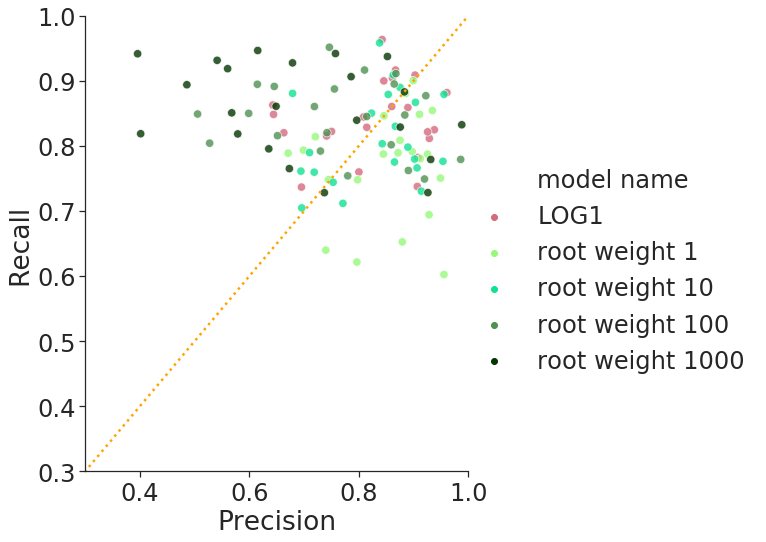 1.0
0.9
0.8
0.7
0.6
0.5
0.4
0.3
Recall
0.4 0.6 0.8 1.0
Precision
model name
LOG1
root weight 1
root weight 10
root weight 100
root weight 1000